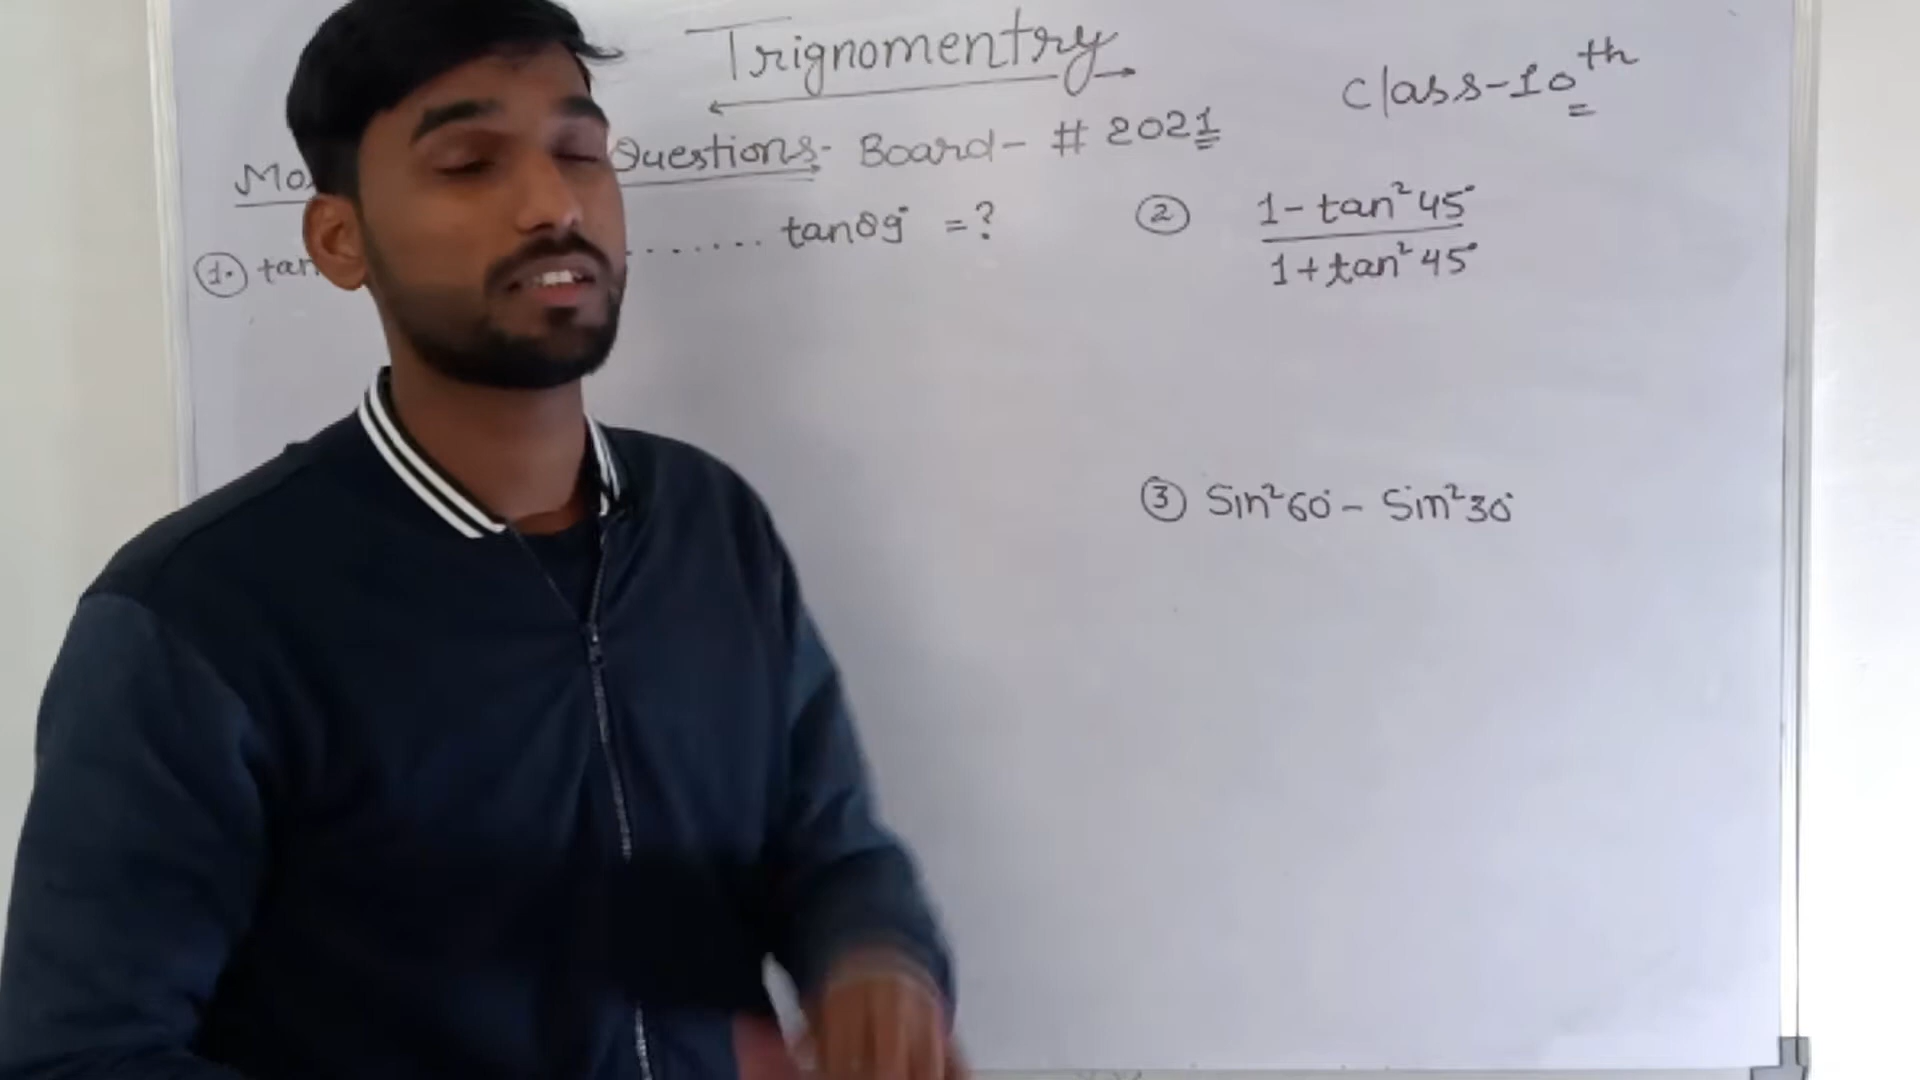 Trignomentry
Class-10th
Questions- Board- # 2021
① tan ....... tan89° = ?
② 1 - tan²45° / 1 + tan²45°
③ Sin²60° - Sin²30°